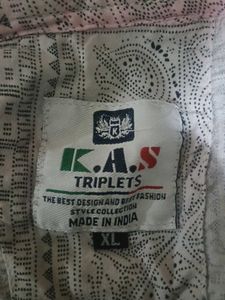 K
K.A.S
TRIPLETS
THE BEST DESIGN AND BEST FASHION
STYLE COLLECTION
MADE IN INDIA
XL